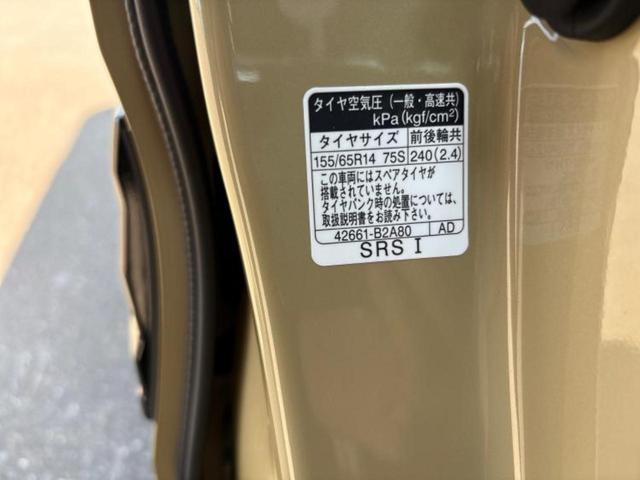 タイヤ空気圧（一般・高速共）
kPa(kgf/cm²)
タイヤサイズ 前後輪共
155/65R14 75S 240(2.4)
この車両にはスペアタイヤが
搭載されていません。
タイヤパンク時の処置については、
取扱説明書をお読み下さい。
42661-B2A80 AD
SRS I